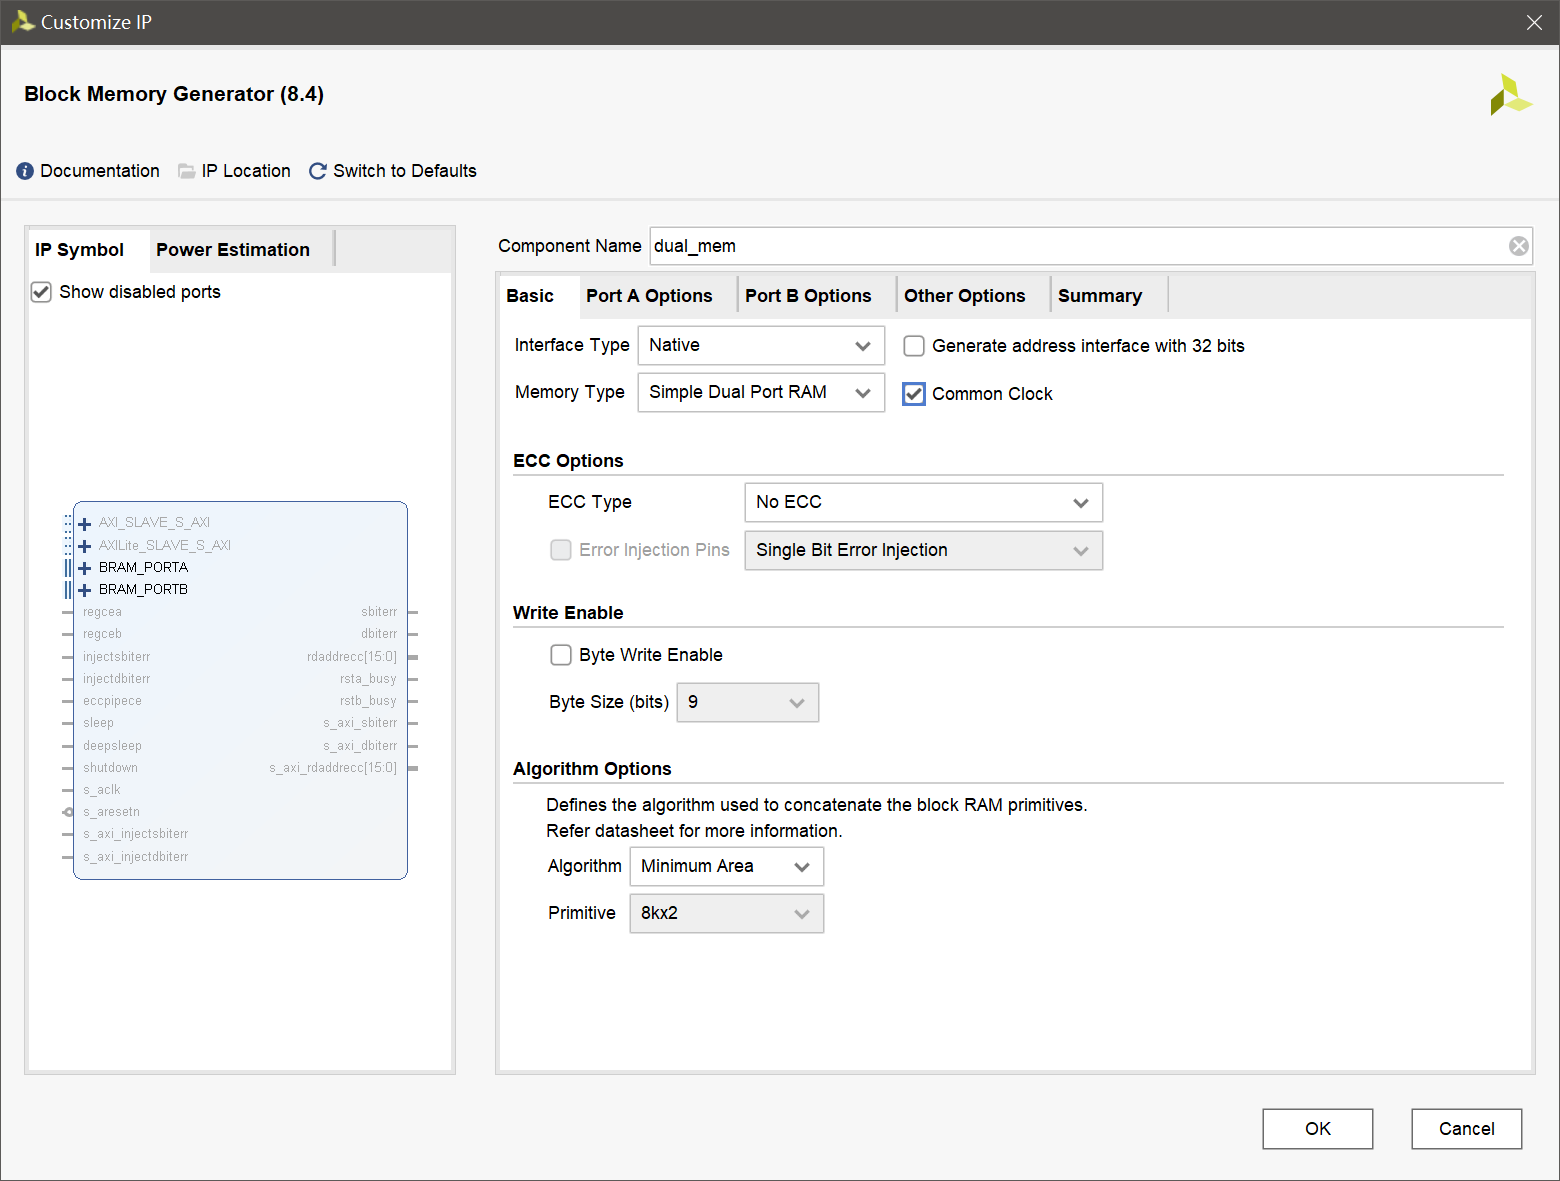 Customize IP
Block Memory Generator (8.4)
Documentation IP Location Switch to Defaults
IP Symbol Power Estimation
Show disabled ports
AXI_SLAVE_S_AXI
AXILite_SLAVE_S_AXI
BRAM_PORTA
BRAM_PORTB
regcea sbiterr
regceb dbiterr
injectsbiterr rdaddrecc[15:0]
injectdbiterr rsta_busy
eccpipece rstb_busy
sleep s_axi_sbiterr
deepsleep s_axi_dbiterr
shutdown s_axi_rdaddrecc[15:0]
s_aclk
s_aresetn
s_axi_injectsbiterr
s_axi_injectdbiterr
Component Name dual_mem
Basic Port A Options Port B Options Other Options Summary
Interface Type Native Generate address interface with 32 bits
Memory Type Simple Dual Port RAM Common Clock
ECC Options
ECC Type No ECC
Error Injection Pins Single Bit Error Injection
Write Enable
Byte Write Enable
Byte Size (bits) 9
Algorithm Options
Defines the algorithm used to concatenate the block RAM primitives.
Refer datasheet for more information.
Algorithm Minimum Area
Primitive 8kx2
OK Cancel